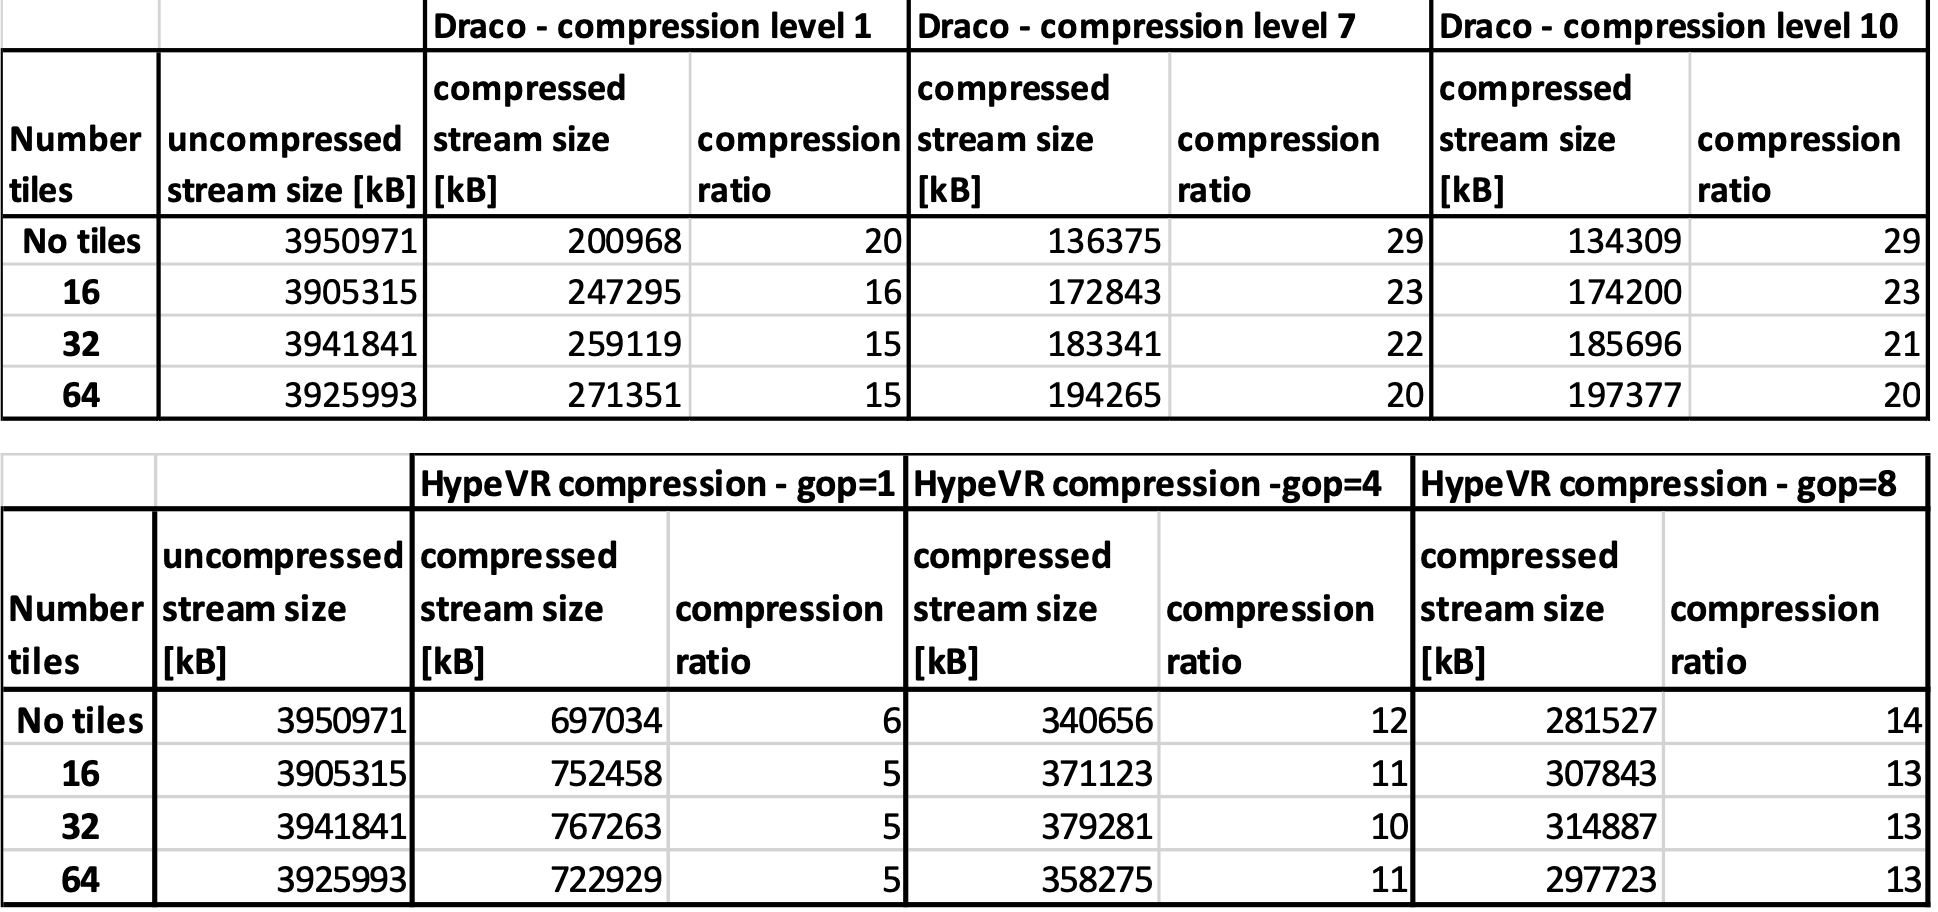 Draco - compression level 1 Draco - compression level 7 Draco - compression level 10
compressed compressed compressed
Number uncompressed stream size compression stream size compression stream size compression
tiles stream size [kB] [kB] ratio [kB] ratio [kB] ratio
No tiles 3950971 200968 20 136375 29 134309 29
16 3905315 247295 16 172843 23 174200 23
32 3941841 259119 15 183341 22 185696 21
64 3925993 271351 15 194265 20 197377 20
HypeVR compression - gop=1 HypeVR compression -gop=4 HypeVR compression - gop=8
uncompressed compressed compressed compressed
Number stream size stream size compression stream size compression stream size compression
tiles [kB] [kB] ratio [kB] ratio [kB] ratio
No tiles 3950971 697034 6 340656 12 281527 14
16 3905315 752458 5 371123 11 307843 13
32 3941841 767263 5 379281 10 314887 13
64 3925993 722929 5 358275 11 297723 13